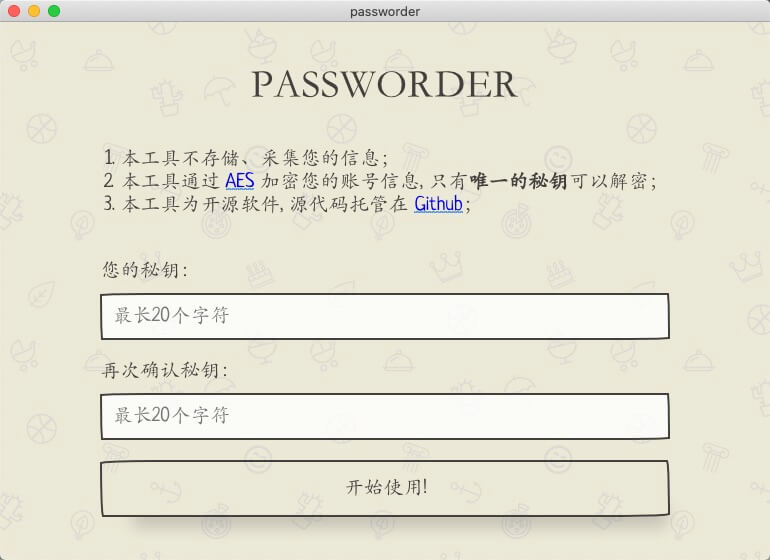 passworder
PASSWORDER
1. 本工具不存储、采集您的信息;
2. 本工具通过 AES 加密您的账号信息,只有唯一的秘钥可以解密;
3. 本工具为开源软件,源代码托管在 Github;
您的秘钥:
最长20个字符
再次确认秘钥:
最长20个字符
开始使用!